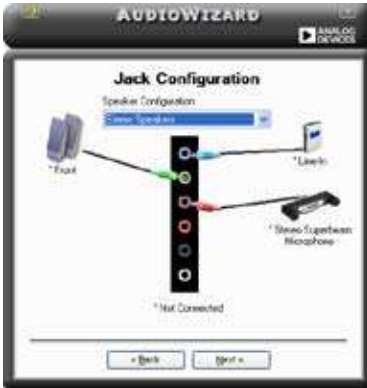 AUDIOWIZARD
ANALOG
DEVICES
Jack Configuration
Speaker Configuration
Stereo Speakers
* Front
* Line-In
* Stereo Superbeam
Microphone
* Not Connected
< Back
Next >